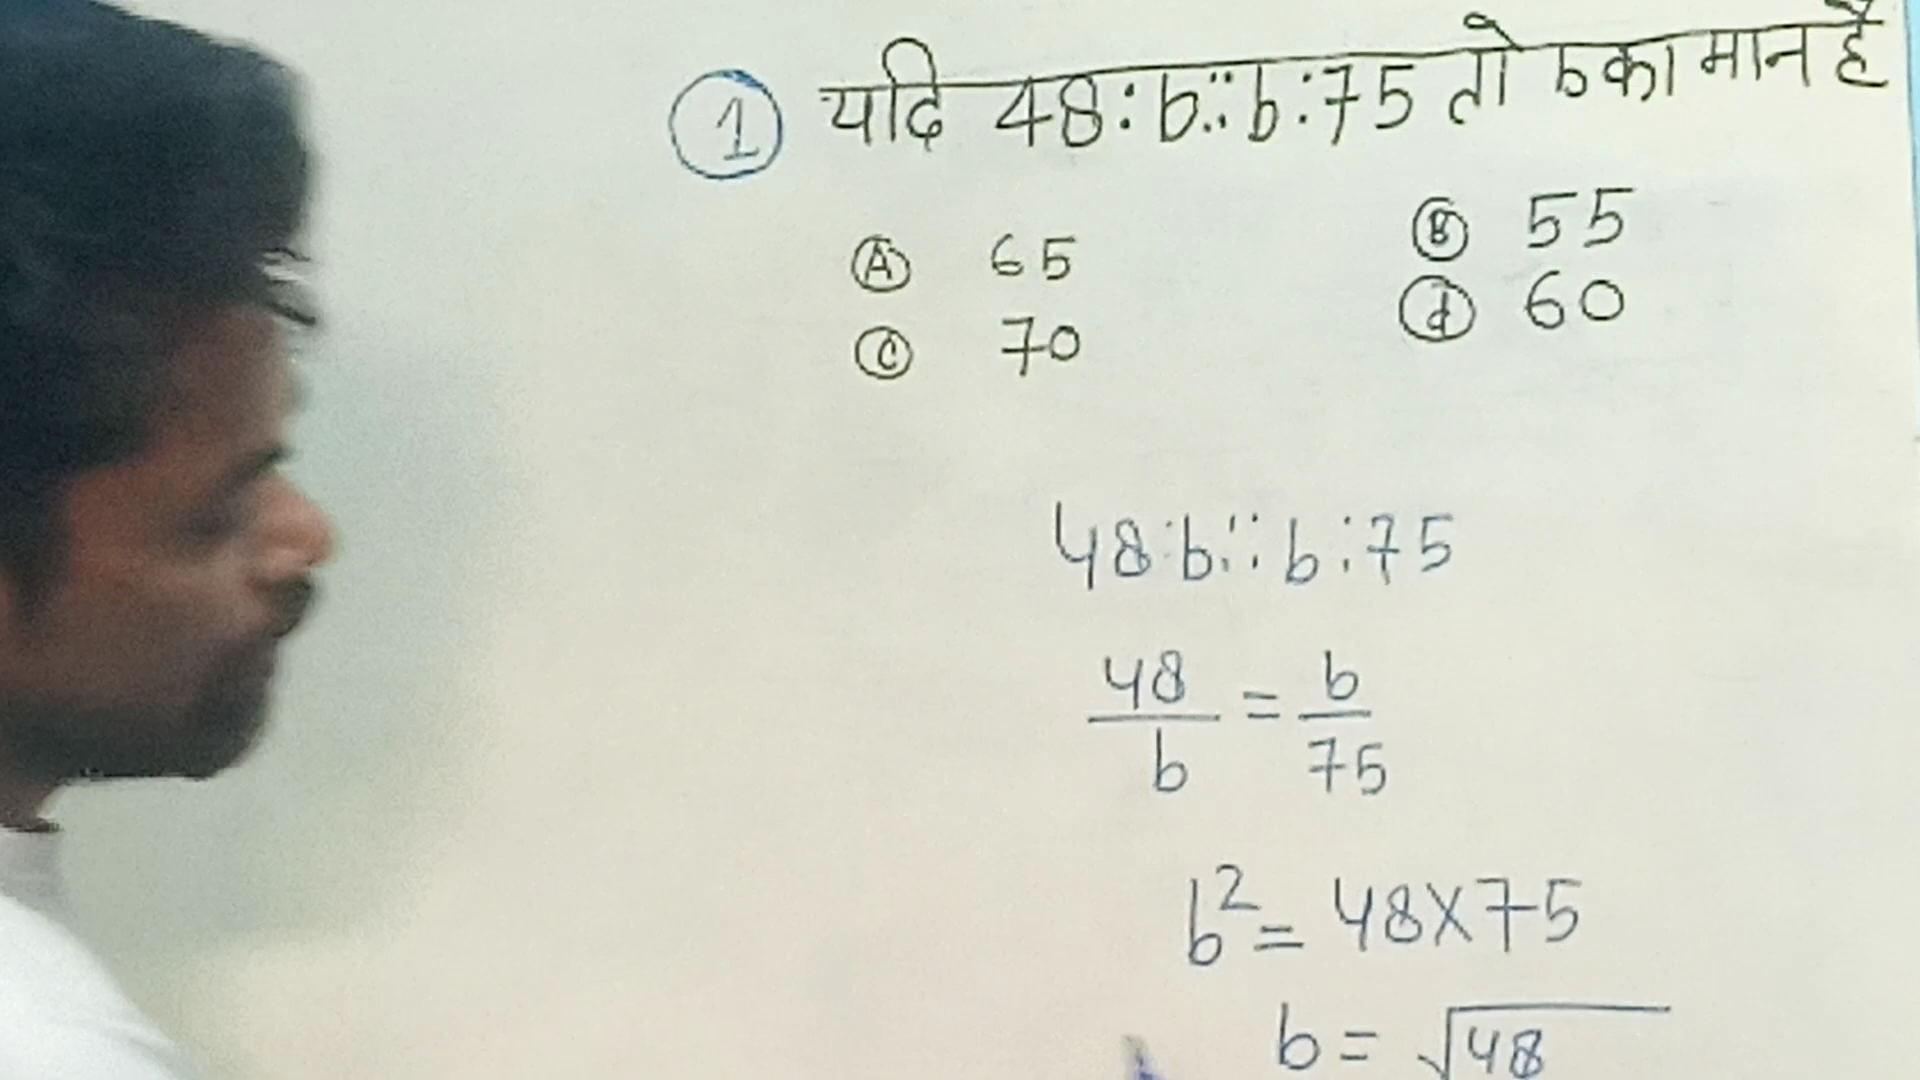 ① यदि 48:b::b:75 तो b का मान है
Ⓐ 65 Ⓑ 55
Ⓒ 70 ⓓ 60
48:b::b:75
48/b = b/75
b² = 48×75
b = √48